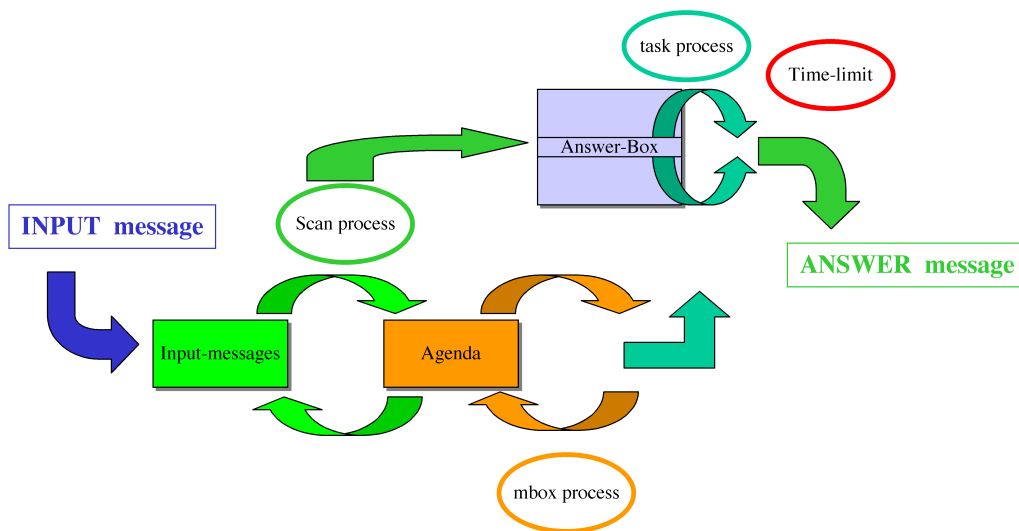 task process
Time-limit
Answer-Box
Scan process
INPUT message
ANSWER message
Input-messages
Agenda
mbox process